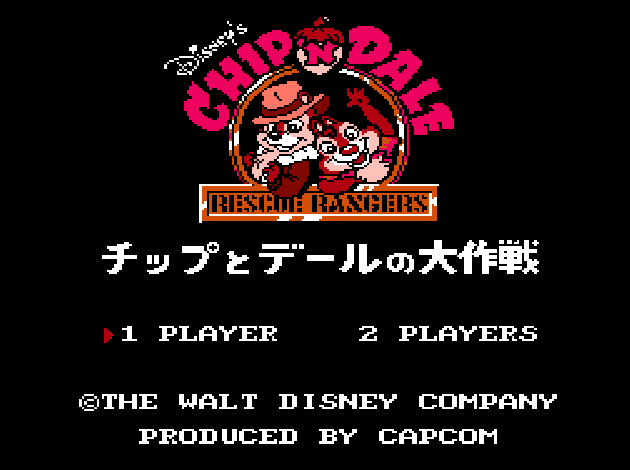 Disney's
CHIP 'N DALE
RESCUE RANGERS
チップとデールの大作戦
1 PLAYER 2 PLAYERS
©THE WALT DISNEY COMPANY
PRODUCED BY CAPCOM